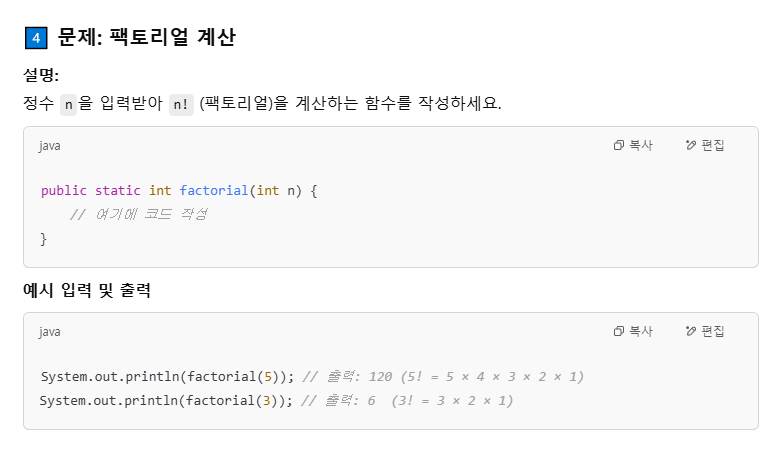 4 문제: 팩토리얼 계산
설명:
정수 n을 입력받아 n! (팩토리얼)을 계산하는 함수를 작성하세요.
java 복사 편집
public static int factorial(int n) {
    // 여기에 코드 작성
}
예시 입력 및 출력
java 복사 편집
System.out.println(factorial(5)); // 출력: 120 (5! = 5 × 4 × 3 × 2 × 1)
System.out.println(factorial(3)); // 출력: 6  (3! = 3 × 2 × 1)